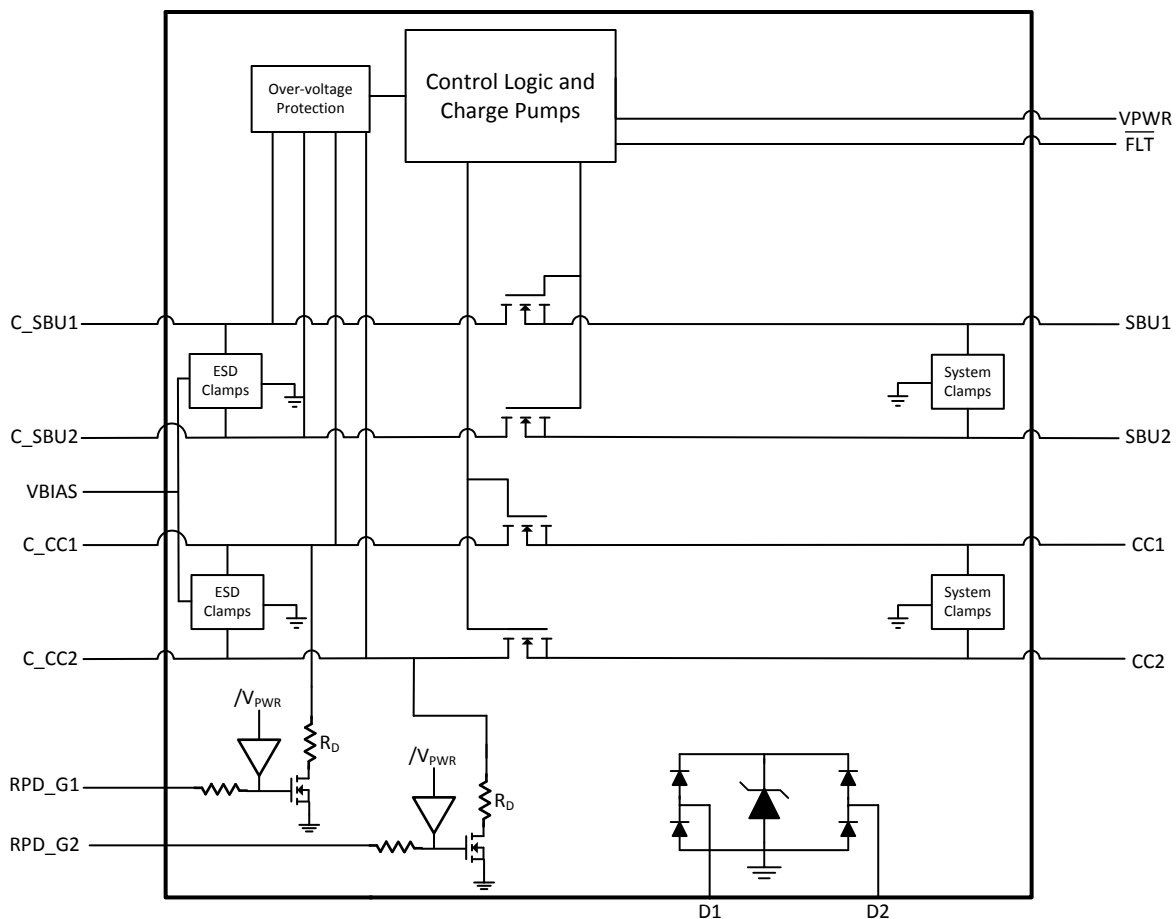 Over-voltage
Protection
Control Logic and
Charge Pumps
VPWR
FLT
C_SBU1
SBU1
ESD
Clamps
System
Clamps
C_SBU2
SBU2
VBIAS
C_CC1
CC1
ESD
Clamps
System
Clamps
C_CC2
CC2
/VPWR
RD
/VPWR
RPD_G1
RD
RPD_G2
D1
D2